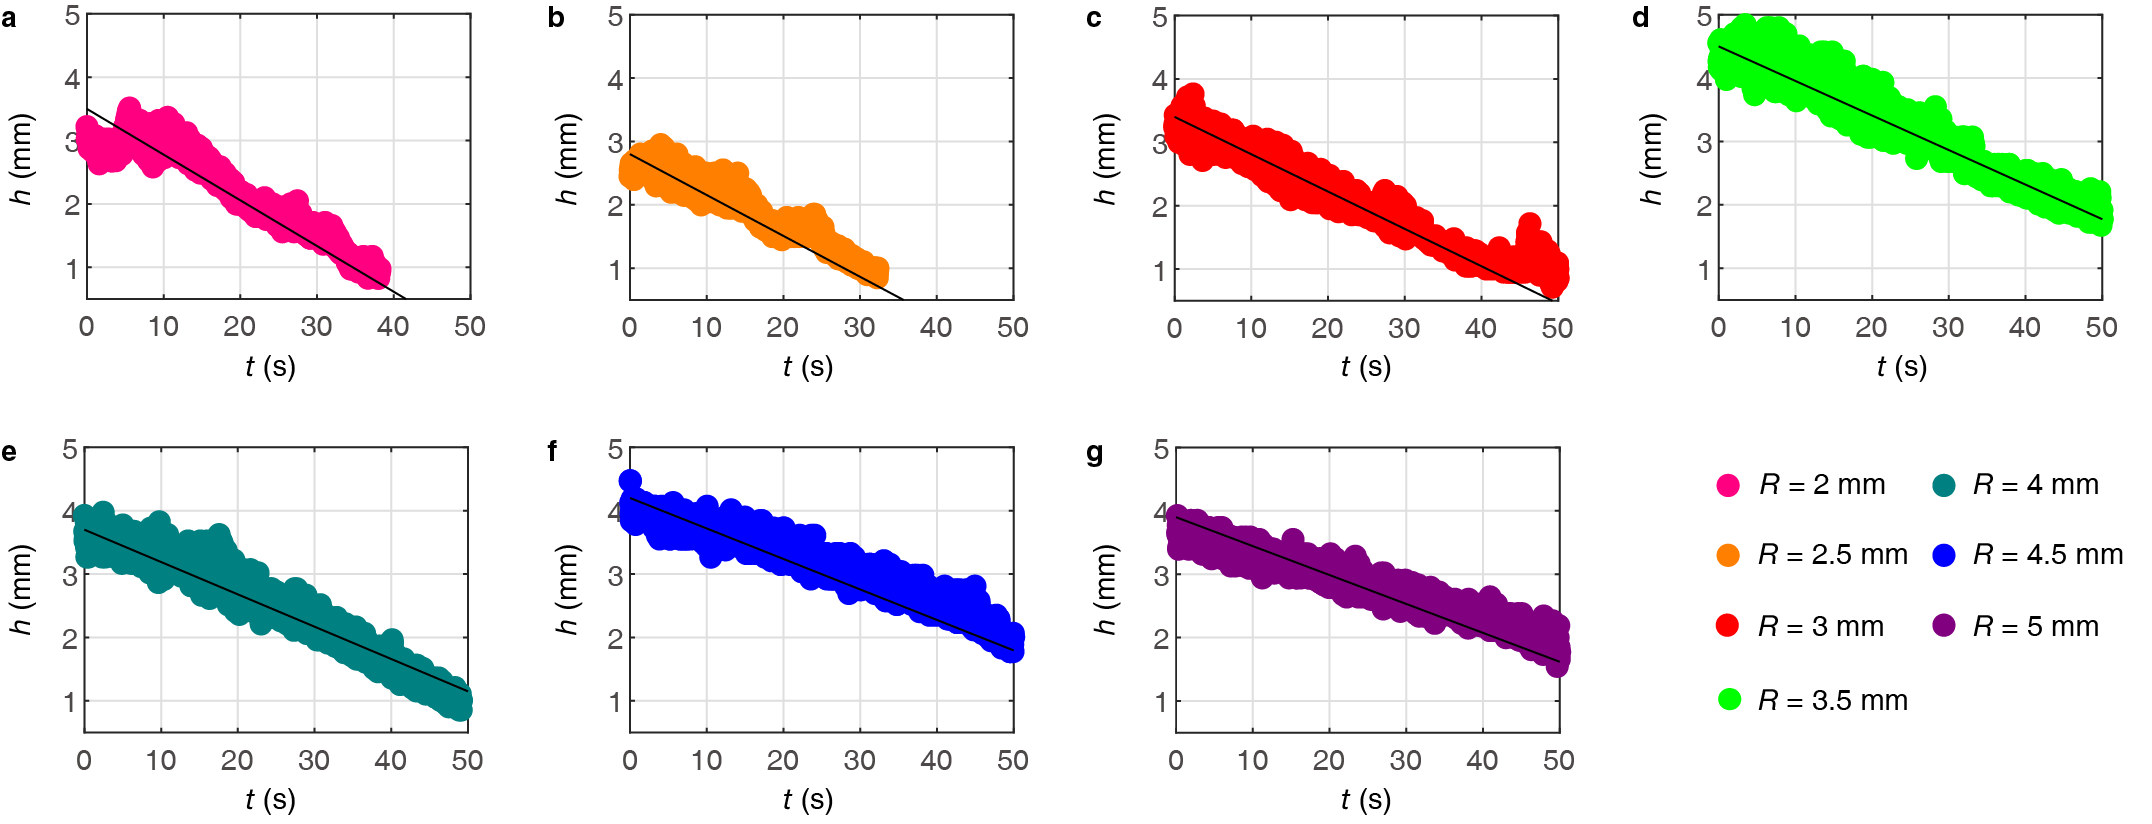 a
5
4
3
2
1
h (mm)
0 10 20 30 40 50
t (s)
b
5
4
3
2
1
h (mm)
0 10 20 30 40 50
t (s)
c
5
4
3
2
1
h (mm)
0 10 20 30 40 50
t (s)
d
5
4
3
2
1
h (mm)
0 10 20 30 40 50
t (s)
e
5
4
3
2
1
h (mm)
0 10 20 30 40 50
t (s)
f
5
4
3
2
1
h (mm)
0 10 20 30 40 50
t (s)
g
5
4
3
2
1
h (mm)
0 10 20 30 40 50
t (s)
R = 2 mm
R = 2.5 mm
R = 3 mm
R = 3.5 mm
R = 4 mm
R = 4.5 mm
R = 5 mm